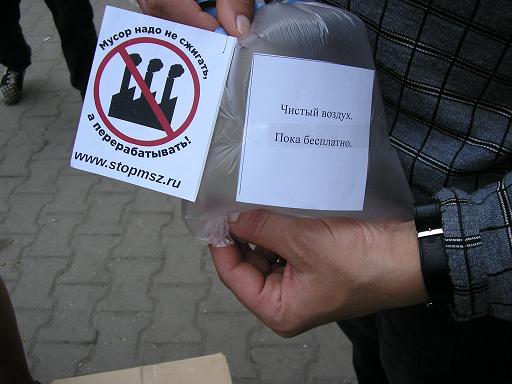 Мусор надо не сжигать,
а перерабатывать!
www.stopmsz.ru
Чистый воздух.
Пока бесплатно.